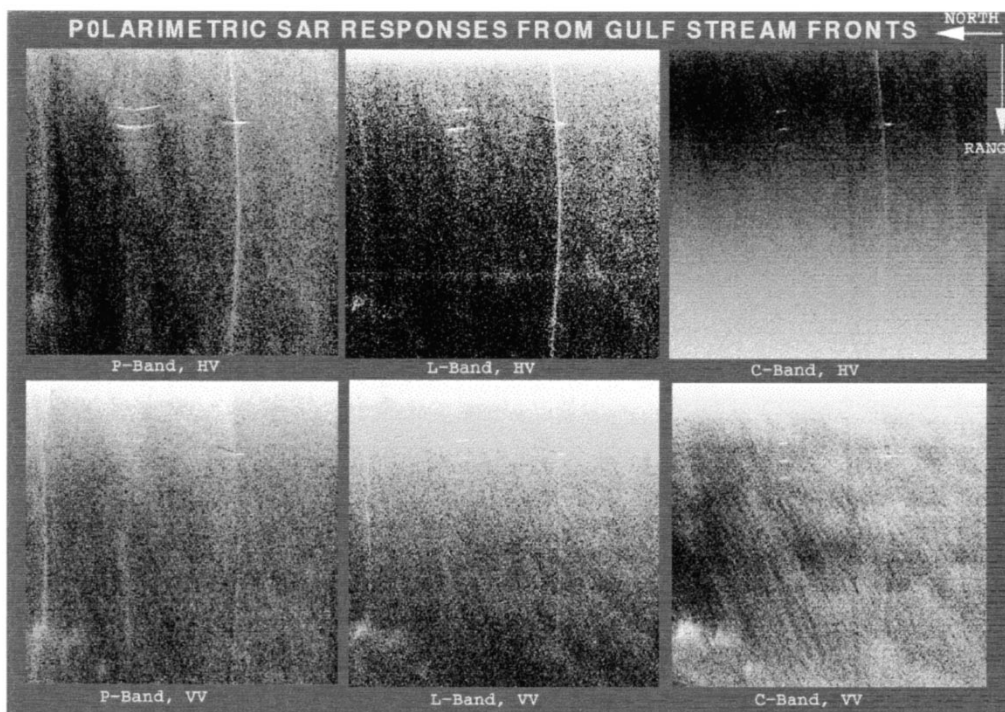 P0LARIMETRIC SAR RESPONSES FROM GULF STREAM FRONTS
NORTH
RANG
P-Band, HV
L-Band, HV
C-Band, HV
P-Band, VV
L-Band, VV
C-Band, VV